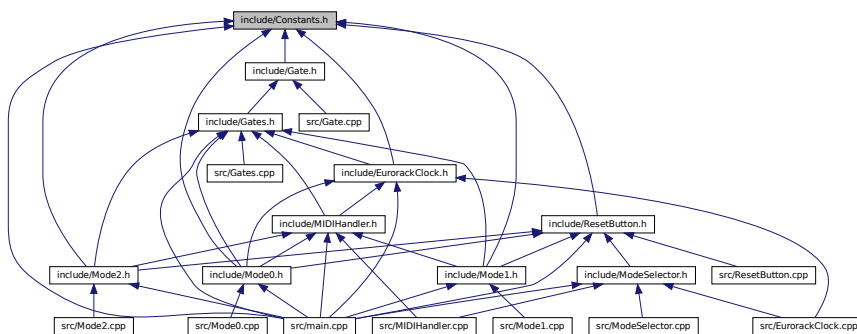 include/Constants.h
include/Gate.h
include/Gates.h
src/Gate.cpp
src/Gates.cpp
include/EurorackClock.h
include/MIDIHandler.h
include/ResetButton.h
include/Mode2.h
include/Mode0.h
include/Mode1.h
include/ModeSelector.h
src/ResetButton.cpp
src/Mode2.cpp
src/Mode0.cpp
src/main.cpp
src/MIDIHandler.cpp
src/Mode1.cpp
src/ModeSelector.cpp
src/EurorackClock.cpp